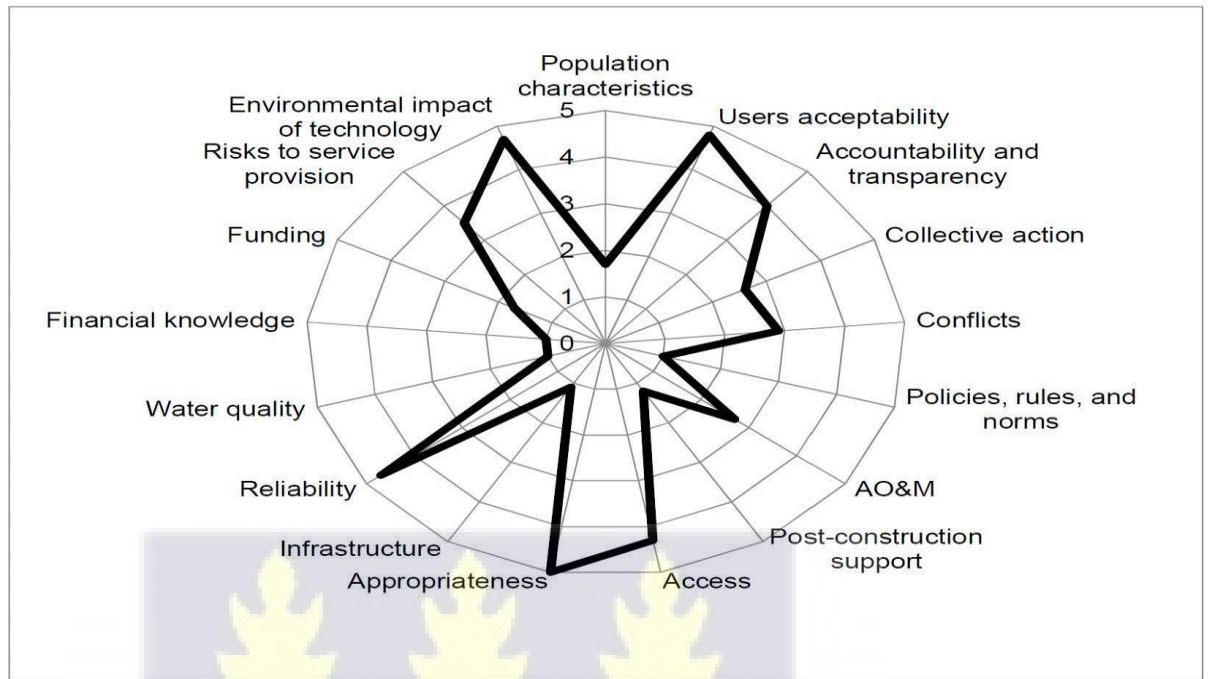 Population
characteristics
Users acceptability
Accountability and
transparency
Collective action
Conflicts
Policies, rules, and
norms
AO&M
Post-construction
support
Access
Appropriateness
Infrastructure
Reliability
Water quality
Financial knowledge
Funding
Risks to service
provision
Environmental impact
of technology
5
4
3
2
1
0